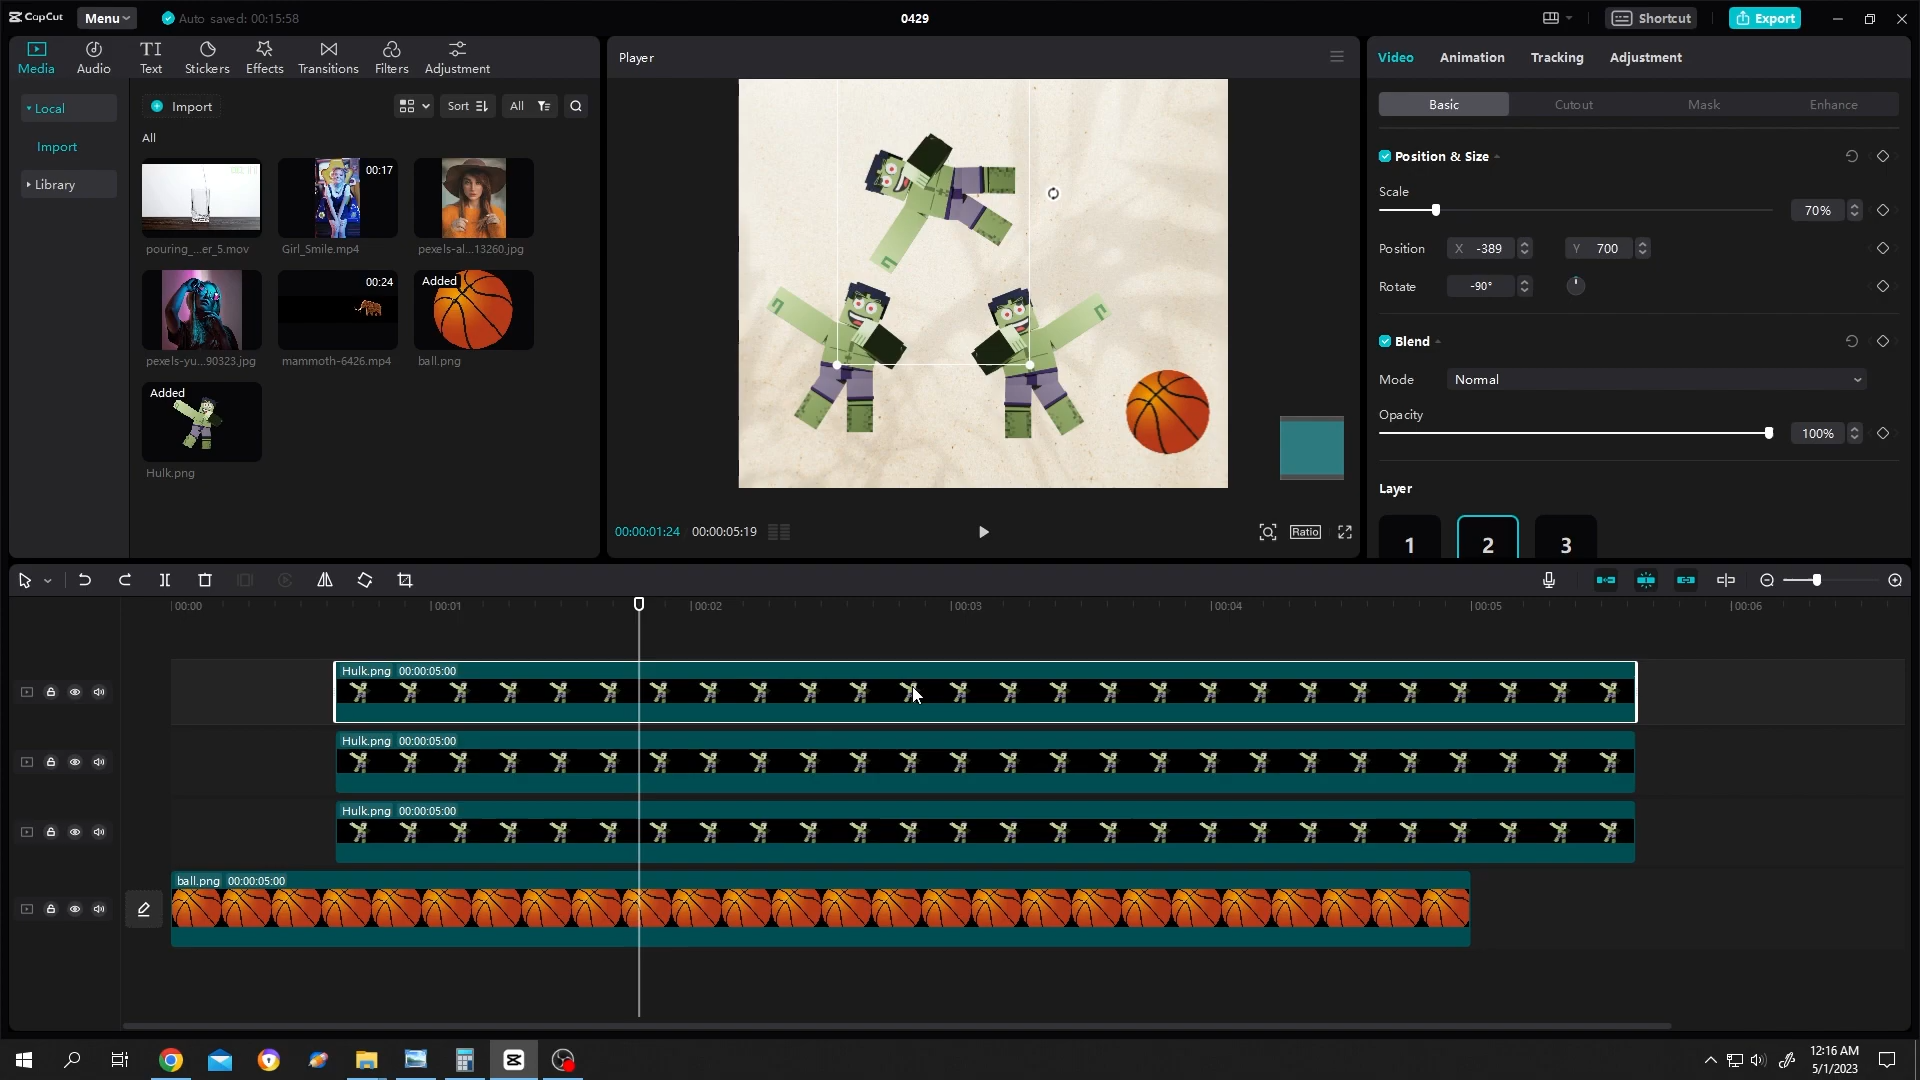 CapCut
Menu
Auto saved: 00:15:58
0429
Shortcut
Export
Media
Audio
Text
Stickers
Effects
Transitions
Filters
Adjustment
Local
Import
Library
Import
Sort
All
All
pouring_...er_5.mov
00:17
Girl_Smile.mp4
pexels-al...13260.jpg
pexels-yu...90323.jpg
00:24
mammoth-6426.mp4
Added
ball.png
Added
Hulk.png
Player
00:00:01:24
00:00:05:19
Ratio
Video
Animation
Tracking
Adjustment
Basic
Cutout
Mask
Enhance
Position & Size
Scale
70%
Position
X -389
Y 700
Rotate
-90°
Blend
Mode
Normal
Opacity
100%
Layer
1
2
3
00:00
00:01
00:02
00:03
00:04
00:05
00:06
Hulk.png 00:00:05:00
Hulk.png 00:00:05:00
Hulk.png 00:00:05:00
ball.png 00:00:05:00
12:16 AM
5/1/2023